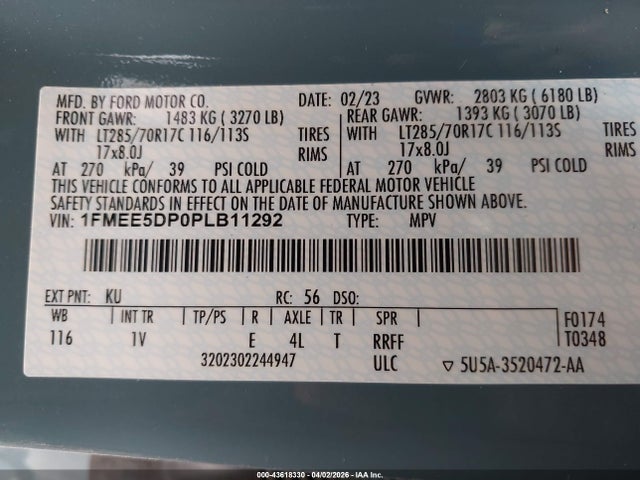 MFD. BY FORD MOTOR CO. DATE: 02/23 GVWR: 2803 KG ( 6180 LB)
FRONT GAWR: 1483 KG ( 3270 LB) REAR GAWR: 1393 KG ( 3070 LB)
WITH LT285/70R17C 116/113S TIRES WITH LT285/70R17C 116/113S TIRES
17x8.0J RIMS 17x8.0J RIMS
AT 270 kPa/ 39 PSI COLD AT 270 kPa/ 39 PSI COLD
THIS VEHICLE CONFORMS TO ALL APPLICABLE FEDERAL MOTOR VEHICLE
SAFETY STANDARDS IN EFFECT ON THE DATE OF MANUFACTURE SHOWN ABOVE.
VIN: 1FMEE5DP0PLB11292 TYPE: MPV
EXT PNT: KU RC: 56 DSO:
WB INT TR TP/PS R AXLE TR SPR F0174
116 1V E 4L T RRFF T0348
3202302244947 ULC ▽ 5U5A-3520472-AA
000-43618330 - 04/02/2026 - IAA Inc.